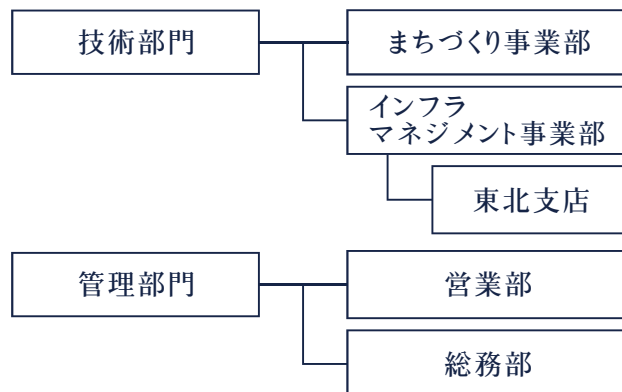 技術部門
まちづくり事業部
インフラ
マネジメント事業部
東北支店
管理部門
営業部
総務部